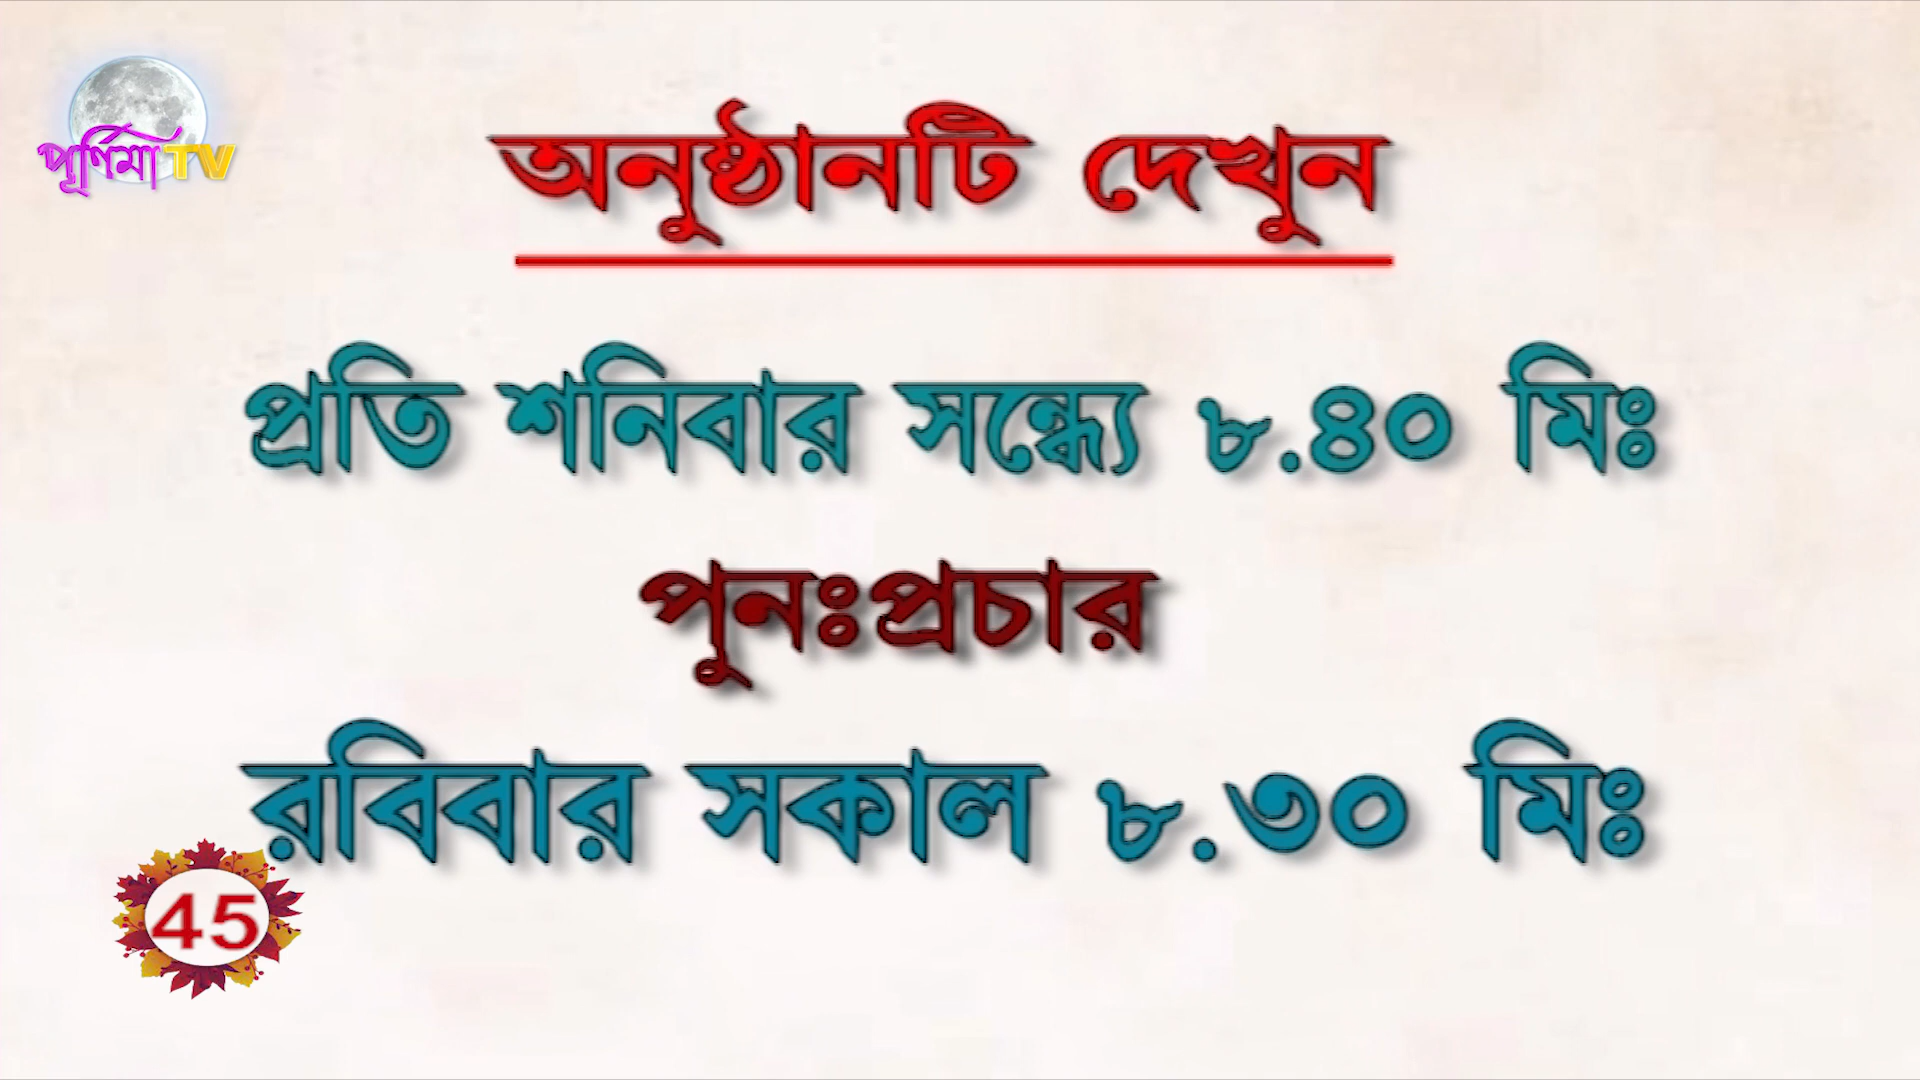 পূর্ণিমা TV
অনুষ্ঠানটি দেখুন
প্রতি শনিবার সন্ধ্যে ৮.৪০ মিঃ
পুনঃপ্রচার
রবিবার সকাল ৮.৩০ মিঃ
45